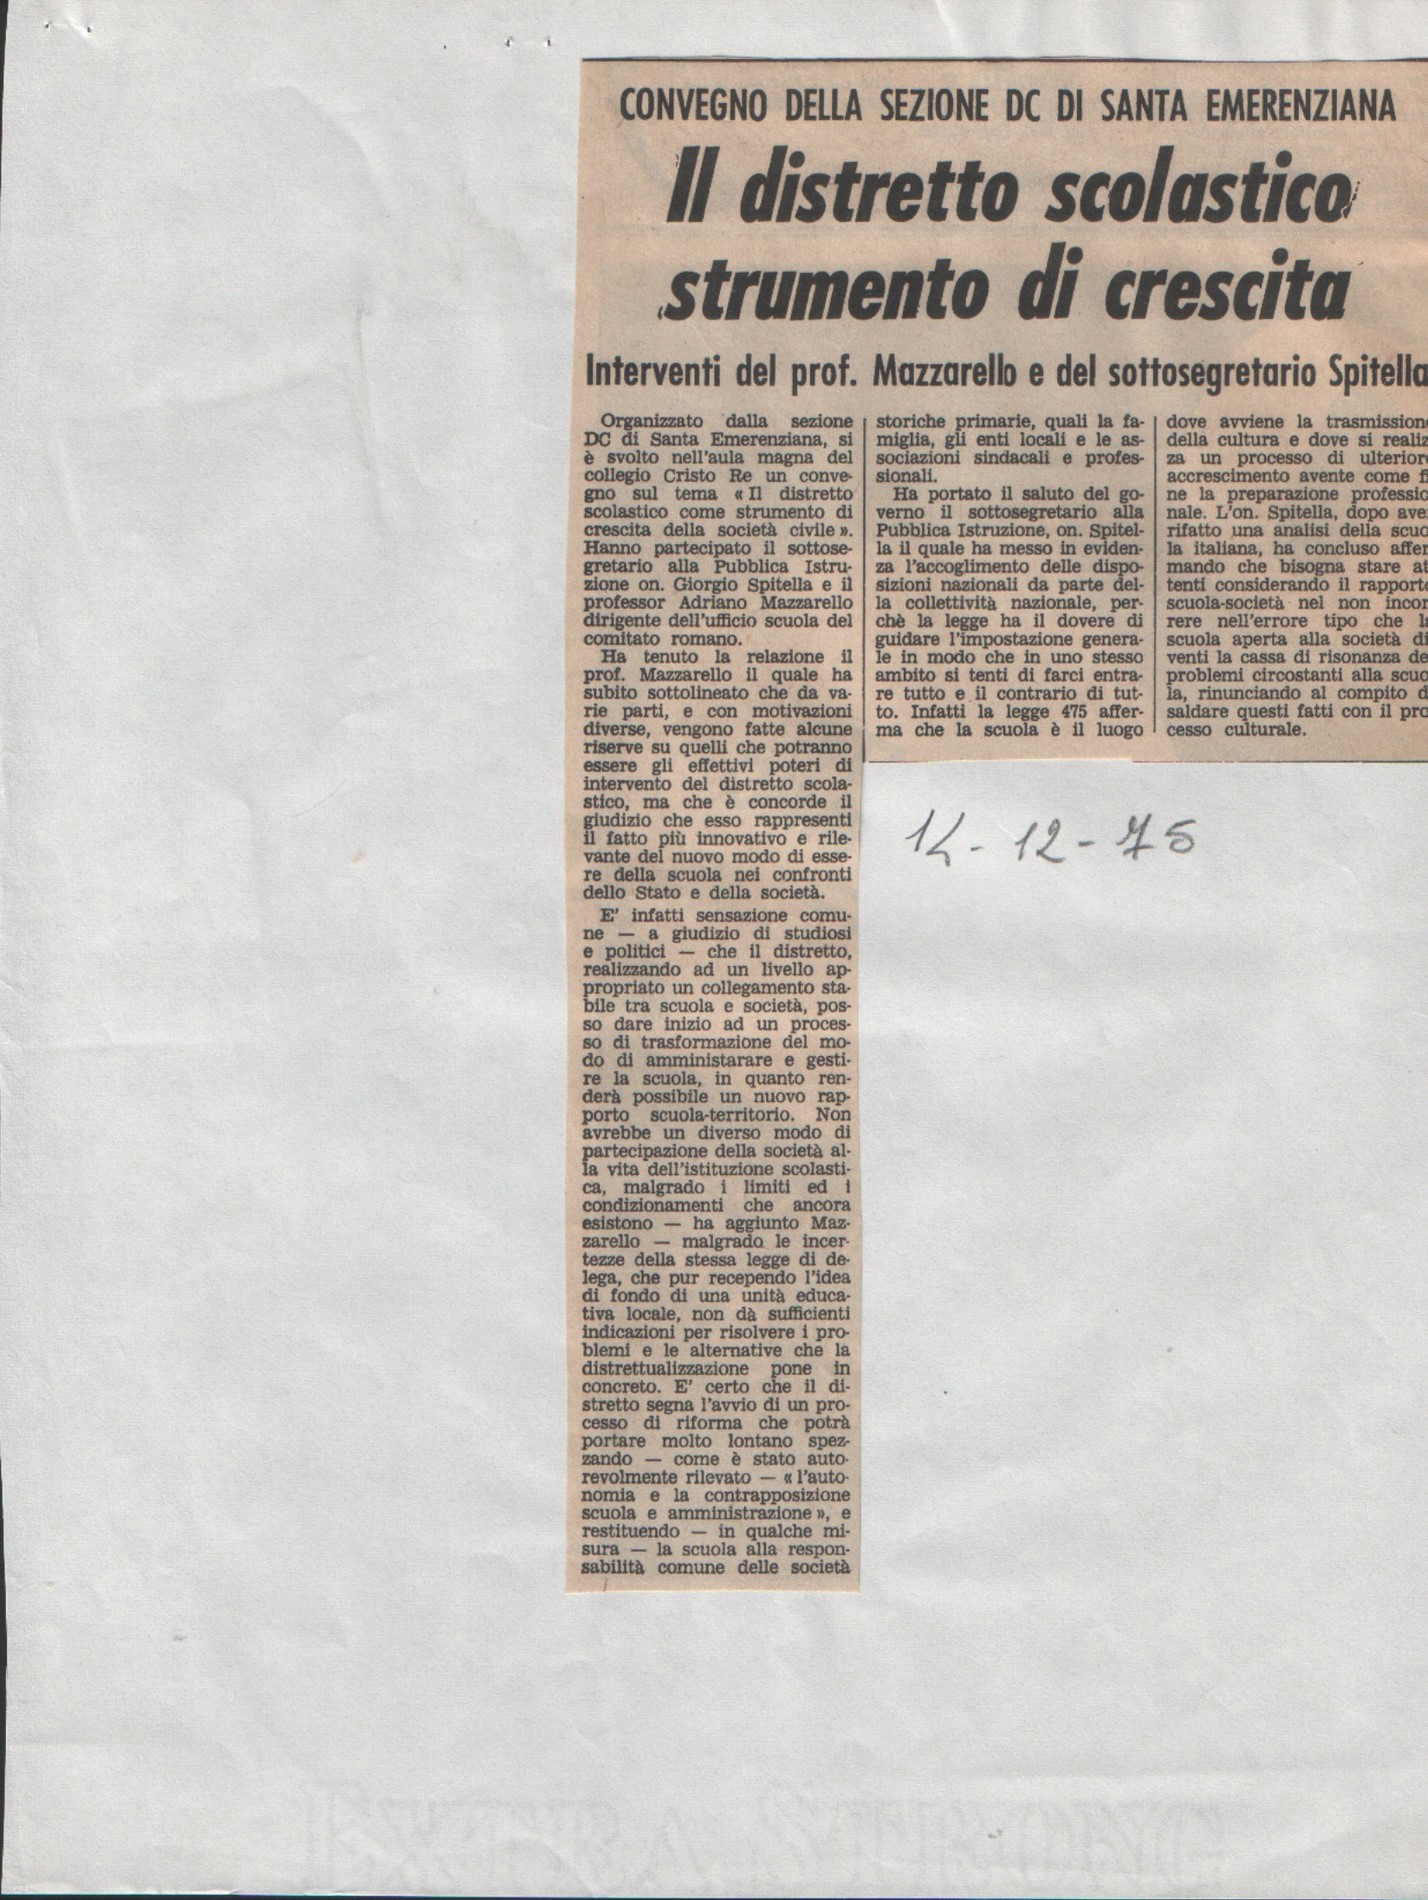 CONVEGNO DELLA SEZIONE DC DI SANTA EMERENZIANA
Il distretto scolastico
strumento di crescita
Interventi del prof. Mazzarello e del sottosegretario Spitella
Organizzato dalla sezione
DC di Santa Emerenziana, si
è svolto nell'aula magna del
collegio Cristo Re un conve-
gno sul tema « Il distretto
scolastico come strumento di
crescita della società civile ».
Hanno partecipato il sottose-
gretario alla Pubblica Istru-
zione on. Giorgio Spitella e il
professor Adriano Mazzarello
dirigente dell'ufficio scuola del
comitato romano.
Ha tenuto la relazione il
prof. Mazzarello il quale ha
subito sottolineato che da va-
rie parti, e con motivazioni
diverse, vengono fatte alcune
riserve su quelli che potranno
essere gli effettivi poteri di
intervento del distretto scola-
stico, ma che è concorde il
giudizio che esso rappresenti
il fatto più innovativo e rile-
vante del nuovo modo di esse-
re della scuola nei confronti
dello Stato e della società.
E' infatti sensazione comu-
ne — a giudizio di studiosi
e politici — che il distretto,
realizzando ad un livello ap-
propriato un collegamento sta-
bile tra scuola e società, pos-
so dare inizio ad un proces-
so di trasformazione del mo-
do di amministarare e gesti-
re la scuola, in quanto ren-
derà possibile un nuovo rap-
porto scuola-territorio. Non
avrebbe un diverso modo di
partecipazione della società al-
la vita dell'istituzione scolasti-
ca, malgrado i limiti ed i
condizionamenti che ancora
esistono — ha aggiunto Maz-
zarello — malgrado le incer-
tezze della stessa legge di de-
lega, che pur recependo l'idea
di fondo di una unità educa-
tiva locale, non dà sufficienti
indicazioni per risolvere i pro-
blemi e le alternative che la
distrettualizzazione pone in
concreto. E' certo che il di-
stretto segna l'avvio di un pro-
cesso di riforma che potrà
portare molto lontano spez-
zando — come è stato auto-
revolmente rilevato — « l'auto-
nomia e la contrapposizione
scuola e amministrazione », e
restituendo — in qualche mi-
sura — la scuola alla respon-
sabilità comune delle società
storiche primarie, quali la fa-
miglia, gli enti locali e le as-
sociazioni sindacali e profes-
sionali.
Ha portato il saluto del go-
verno il sottosegretario alla
Pubblica Istruzione, on. Spitel-
la il quale ha messo in eviden-
za l'accoglimento delle dispo-
sizioni nazionali da parte del-
la collettività nazionale, per-
chè la legge ha il dovere di
guidare l'impostazione genera-
le in modo che in uno stesso
ambito si tenti di farci entra-
re tutto e il contrario di tut-
to. Infatti la legge 475 affer-
ma che la scuola è il luogo
dove avviene la trasmissione
della cultura e dove si realiz
za un processo di ulteriore
accrescimento avente come fi
ne la preparazione professio
nale. L'on. Spitella, dopo aver
rifatto una analisi della scuo
la italiana, ha concluso affer
mando che bisogna stare at
tenti considerando il rapporto
scuola-società nel non incor
rere nell'errore tipo che la
scuola aperta alla società di
venti la cassa di risonanza de
problemi circostanti alla scuo
la, rinunciando al compito d
saldare questi fatti con il pro
cesso culturale.
14-12-75